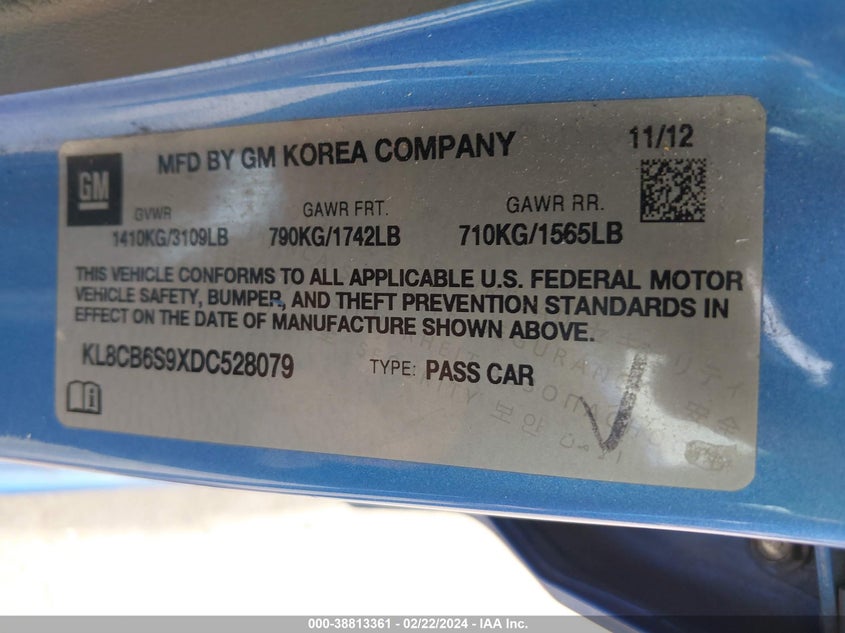 GM
MFD BY GM KOREA COMPANY
11/12
GVWR
GAWR FRT.
GAWR RR.
1410KG/3109LB
790KG/1742LB
710KG/1565LB
THIS VEHICLE CONFORMS TO ALL APPLICABLE U.S. FEDERAL MOTOR
VEHICLE SAFETY, BUMPER, AND THEFT PREVENTION STANDARDS IN
EFFECT ON THE DATE OF MANUFACTURE SHOWN ABOVE.
KL8CB6S9XDC528079
TYPE: PASS CAR
보안
000-38813361 - 02/22/2024 - IAA Inc.